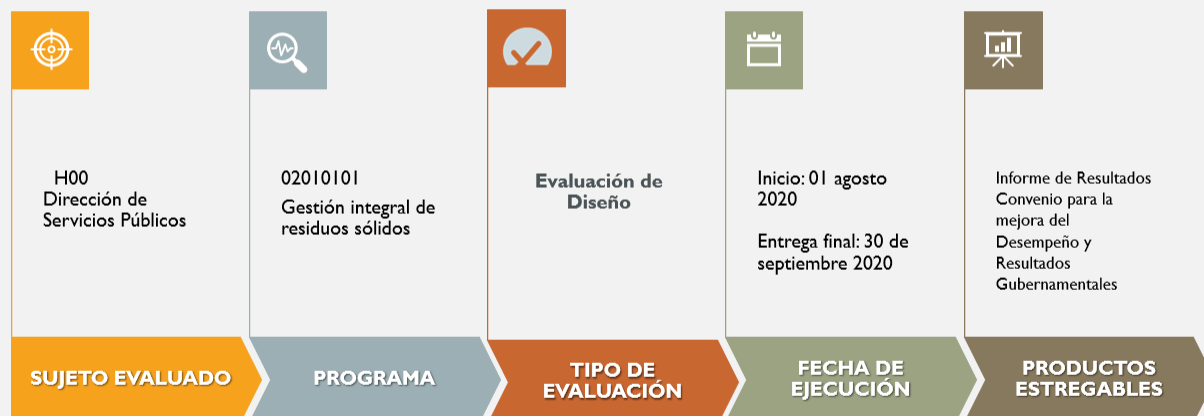 H00
Dirección de
Servicios Públicos
SUJETO EVALUADO
02010101
Gestión integral de
residuos sólidos
PROGRAMA
Evaluación de
Diseño
TIPO DE
EVALUACIÓN
Inicio: 01 agosto
2020
Entrega final: 30 de
septiembre 2020
FECHA DE
EJECUCIÓN
Informe de Resultados
Convenio para la
mejora del
Desempeño y
Resultados
Gubernamentales
PRODUCTOS
ESTREGABLES